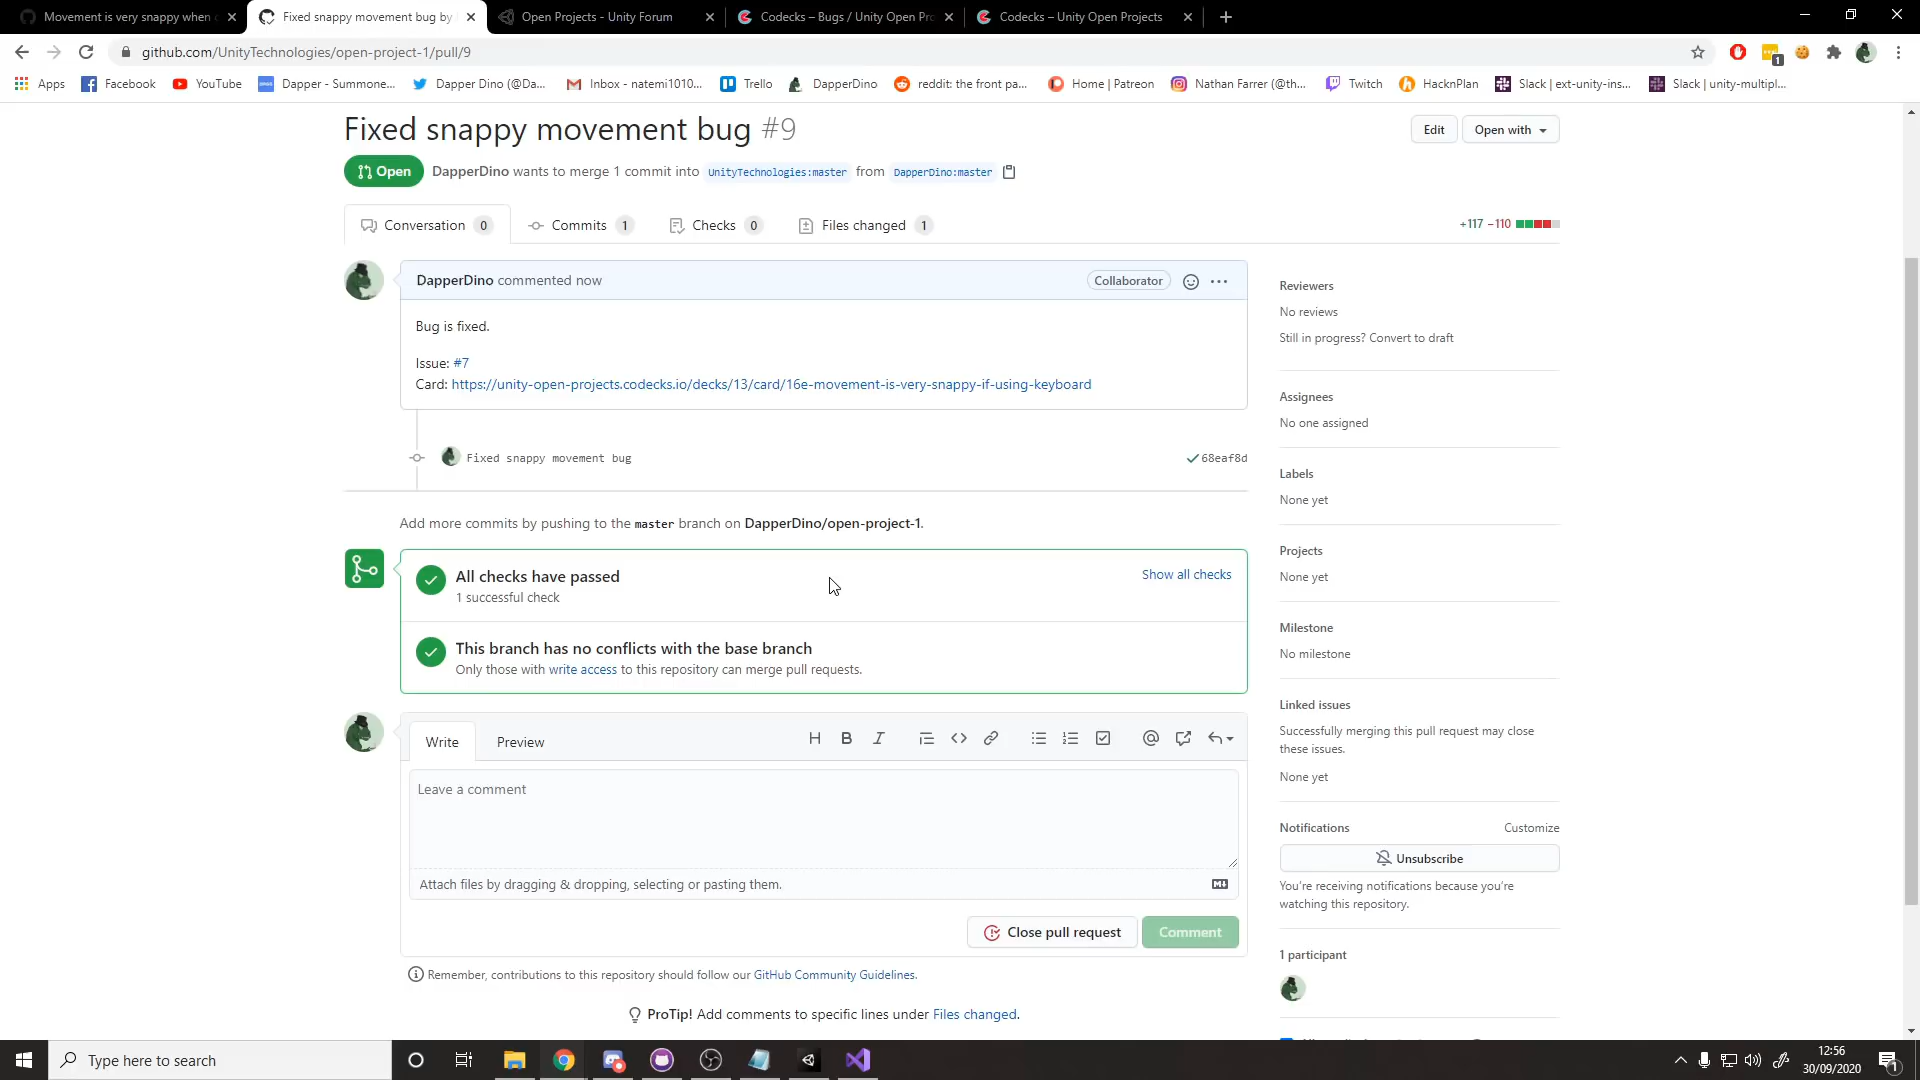 Movement is very snappy when
Fixed snappy movement bug by
Open Projects - Unity Forum
Codecks – Bugs / Unity Open Pro
Codecks – Unity Open Projects
github.com/UnityTechnologies/open-project-1/pull/9
Apps
Facebook
YouTube
Dapper - Summone...
Dapper Dino (@Da...
Inbox - natemi1010...
Trello
DapperDino
reddit: the front pa...
Home | Patreon
Nathan Farrer (@th...
Twitch
HacknPlan
Slack | ext-unity-ins...
Slack | unity-multipl...
Fixed snappy movement bug #9
Edit
Open with
Open
DapperDino wants to merge 1 commit into UnityTechnologies:master from DapperDino:master
Conversation 0
Commits 1
Checks 0
Files changed 1
+117 −110
DapperDino commented now
Collaborator
Bug is fixed.
Issue: #7
Card: https://unity-open-projects.codecks.io/decks/13/card/16e-movement-is-very-snappy-if-using-keyboard
Fixed snappy movement bug
68eaf8d
Add more commits by pushing to the master branch on DapperDino/open-project-1.
All checks have passed
1 successful check
Show all checks
This branch has no conflicts with the base branch
Only those with write access to this repository can merge pull requests.
Write
Preview
Leave a comment
Attach files by dragging & dropping, selecting or pasting them.
Close pull request
Comment
Remember, contributions to this repository should follow our GitHub Community Guidelines.
ProTip! Add comments to specific lines under Files changed.
Reviewers
No reviews
Still in progress? Convert to draft
Assignees
No one assigned
Labels
None yet
Projects
None yet
Milestone
No milestone
Linked issues
Successfully merging this pull request may close
these issues.
None yet
Notifications
Customize
Unsubscribe
You're receiving notifications because you're
watching this repository.
1 participant
Type here to search
12:56
30/09/2020